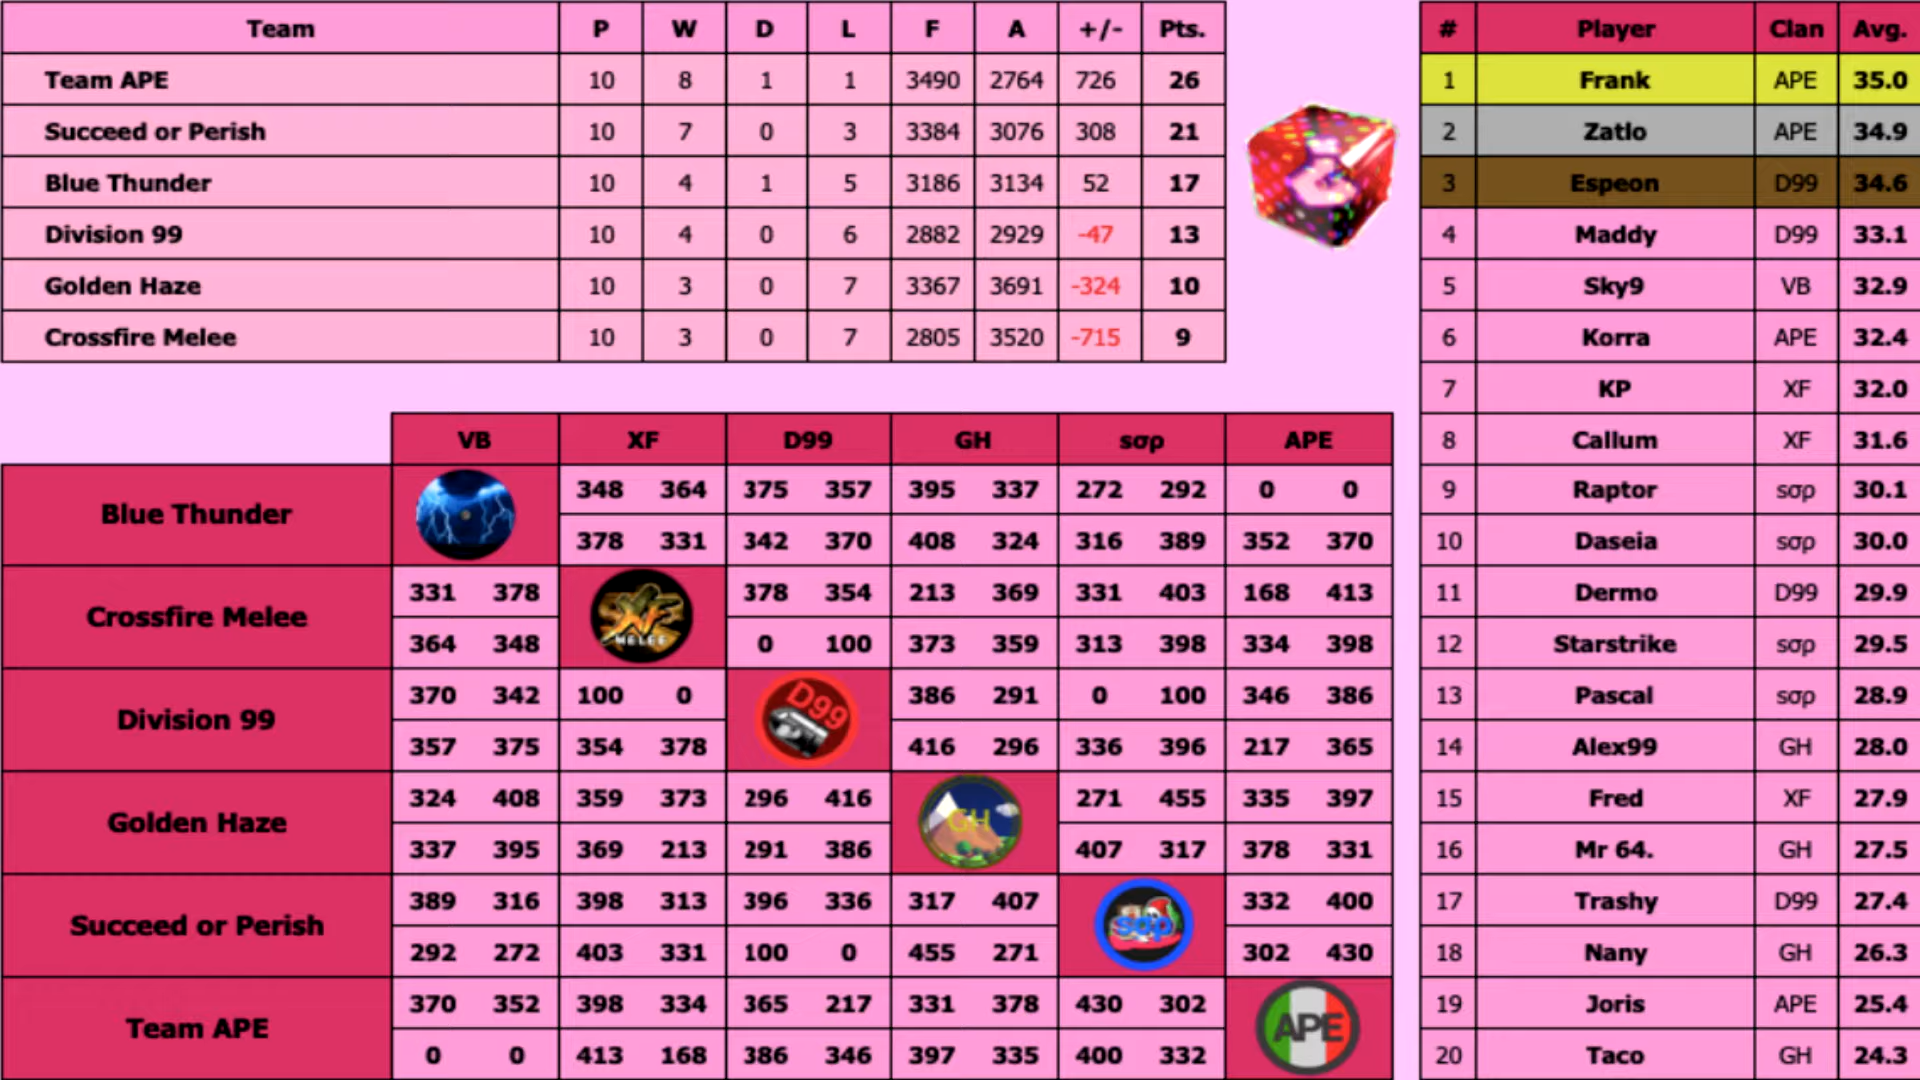 Team P W D L F A +/- Pts.
Team APE 10 8 1 1 3490 2764 726 26
Succeed or Perish 10 7 0 3 3384 3076 308 21
Blue Thunder 10 4 1 5 3186 3134 52 17
Division 99 10 4 0 6 2882 2929 -47 13
Golden Haze 10 3 0 7 3367 3691 -324 10
Crossfire Melee 10 3 0 7 2805 3520 -715 9
VB XF D99 GH sσρ APE
Blue Thunder
348 364 375 357 395 337 272 292 0 0
378 331 342 370 408 324 316 389 352 370
Crossfire Melee
XF
MELEE
331 378 378 354 213 369 331 403 168 413
364 348 0 100 373 359 313 398 334 398
Division 99
D99
370 342 100 0 386 291 0 100 346 386
357 375 354 378 416 296 336 396 217 365
Golden Haze
GH
324 408 359 373 296 416 271 455 335 397
337 395 369 213 291 386 407 317 378 331
Succeed or Perish
sσρ
389 316 398 313 396 336 317 407 332 400
292 272 403 331 100 0 455 271 302 430
Team APE
APE
370 352 398 334 365 217 331 378 430 302
0 0 413 168 386 346 397 335 400 332
# Player Clan Avg.
1 Frank APE 35.0
2 Zatlo APE 34.9
3 Espeon D99 34.6
4 Maddy D99 33.1
5 Sky9 VB 32.9
6 Korra APE 32.4
7 KP XF 32.0
8 Callum XF 31.6
9 Raptor sσρ 30.1
10 Daseia sσρ 30.0
11 Dermo D99 29.9
12 Starstrike sσρ 29.5
13 Pascal sσρ 28.9
14 Alex99 GH 28.0
15 Fred XF 27.9
16 Mr 64. GH 27.5
17 Trashy D99 27.4
18 Nany GH 26.3
19 Joris APE 25.4
20 Taco GH 24.3